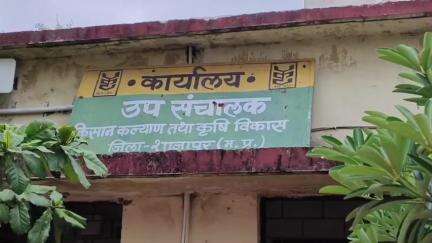 कार्यालय
उप संचालक
किसान कल्याण तथा कृषि विकास
जिला-शाजापुर (म.प्र.)